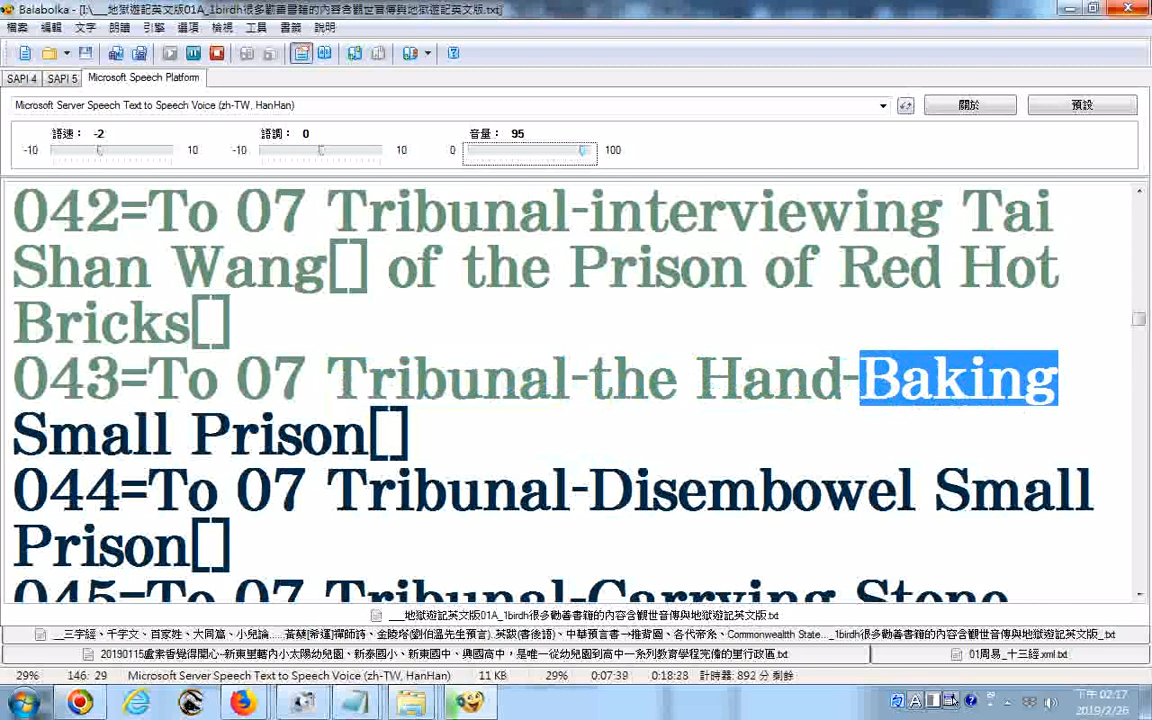 Balabolka - [I:\___地獄遊記英文版01A_1birdh很多勸善書籍的內容含觀世音傳與地獄遊記英文版.txt]
檔案 編輯 文字 朗讀 引擎 選項 檢視 工具 書籤 說明
SAPI 4 SAPI 5 Microsoft Speech Platform
Microsoft Server Speech Text to Speech Voice (zh-TW, HanHan) 關於 預設
語速： -2 語調： 0 音量： 95
-10 10 -10 10 0 100
042=To 07 Tribunal-interviewing Tai
Shan Wang[] of the Prison of Red Hot
Bricks[]
043=To 07 Tribunal-the Hand-Baking
Small Prison[]
044=To 07 Tribunal-Disembowel Small
Prison[]
045=To 07 Tribunal-Carrying Stone
___地獄遊記英文版01A_1birdh很多勸善書籍的內容含觀世音傳與地獄遊記英文版.txt
20190115盧素香覺得開心--新東里轄內小太陽幼兒園、新泰國小、新東國中、興國高中，是唯一從幼兒園到高中一系列教育學程完備的里行政區.txt 01周易_十三經.xml.txt
29% 146: 29 Microsoft Server Speech Text to Speech Voice (zh-TW, HanHan) 11 KB 29% 0:07:39 0:18:28 計時器: 892 分 剩餘
下午 02:17
2019/2/26